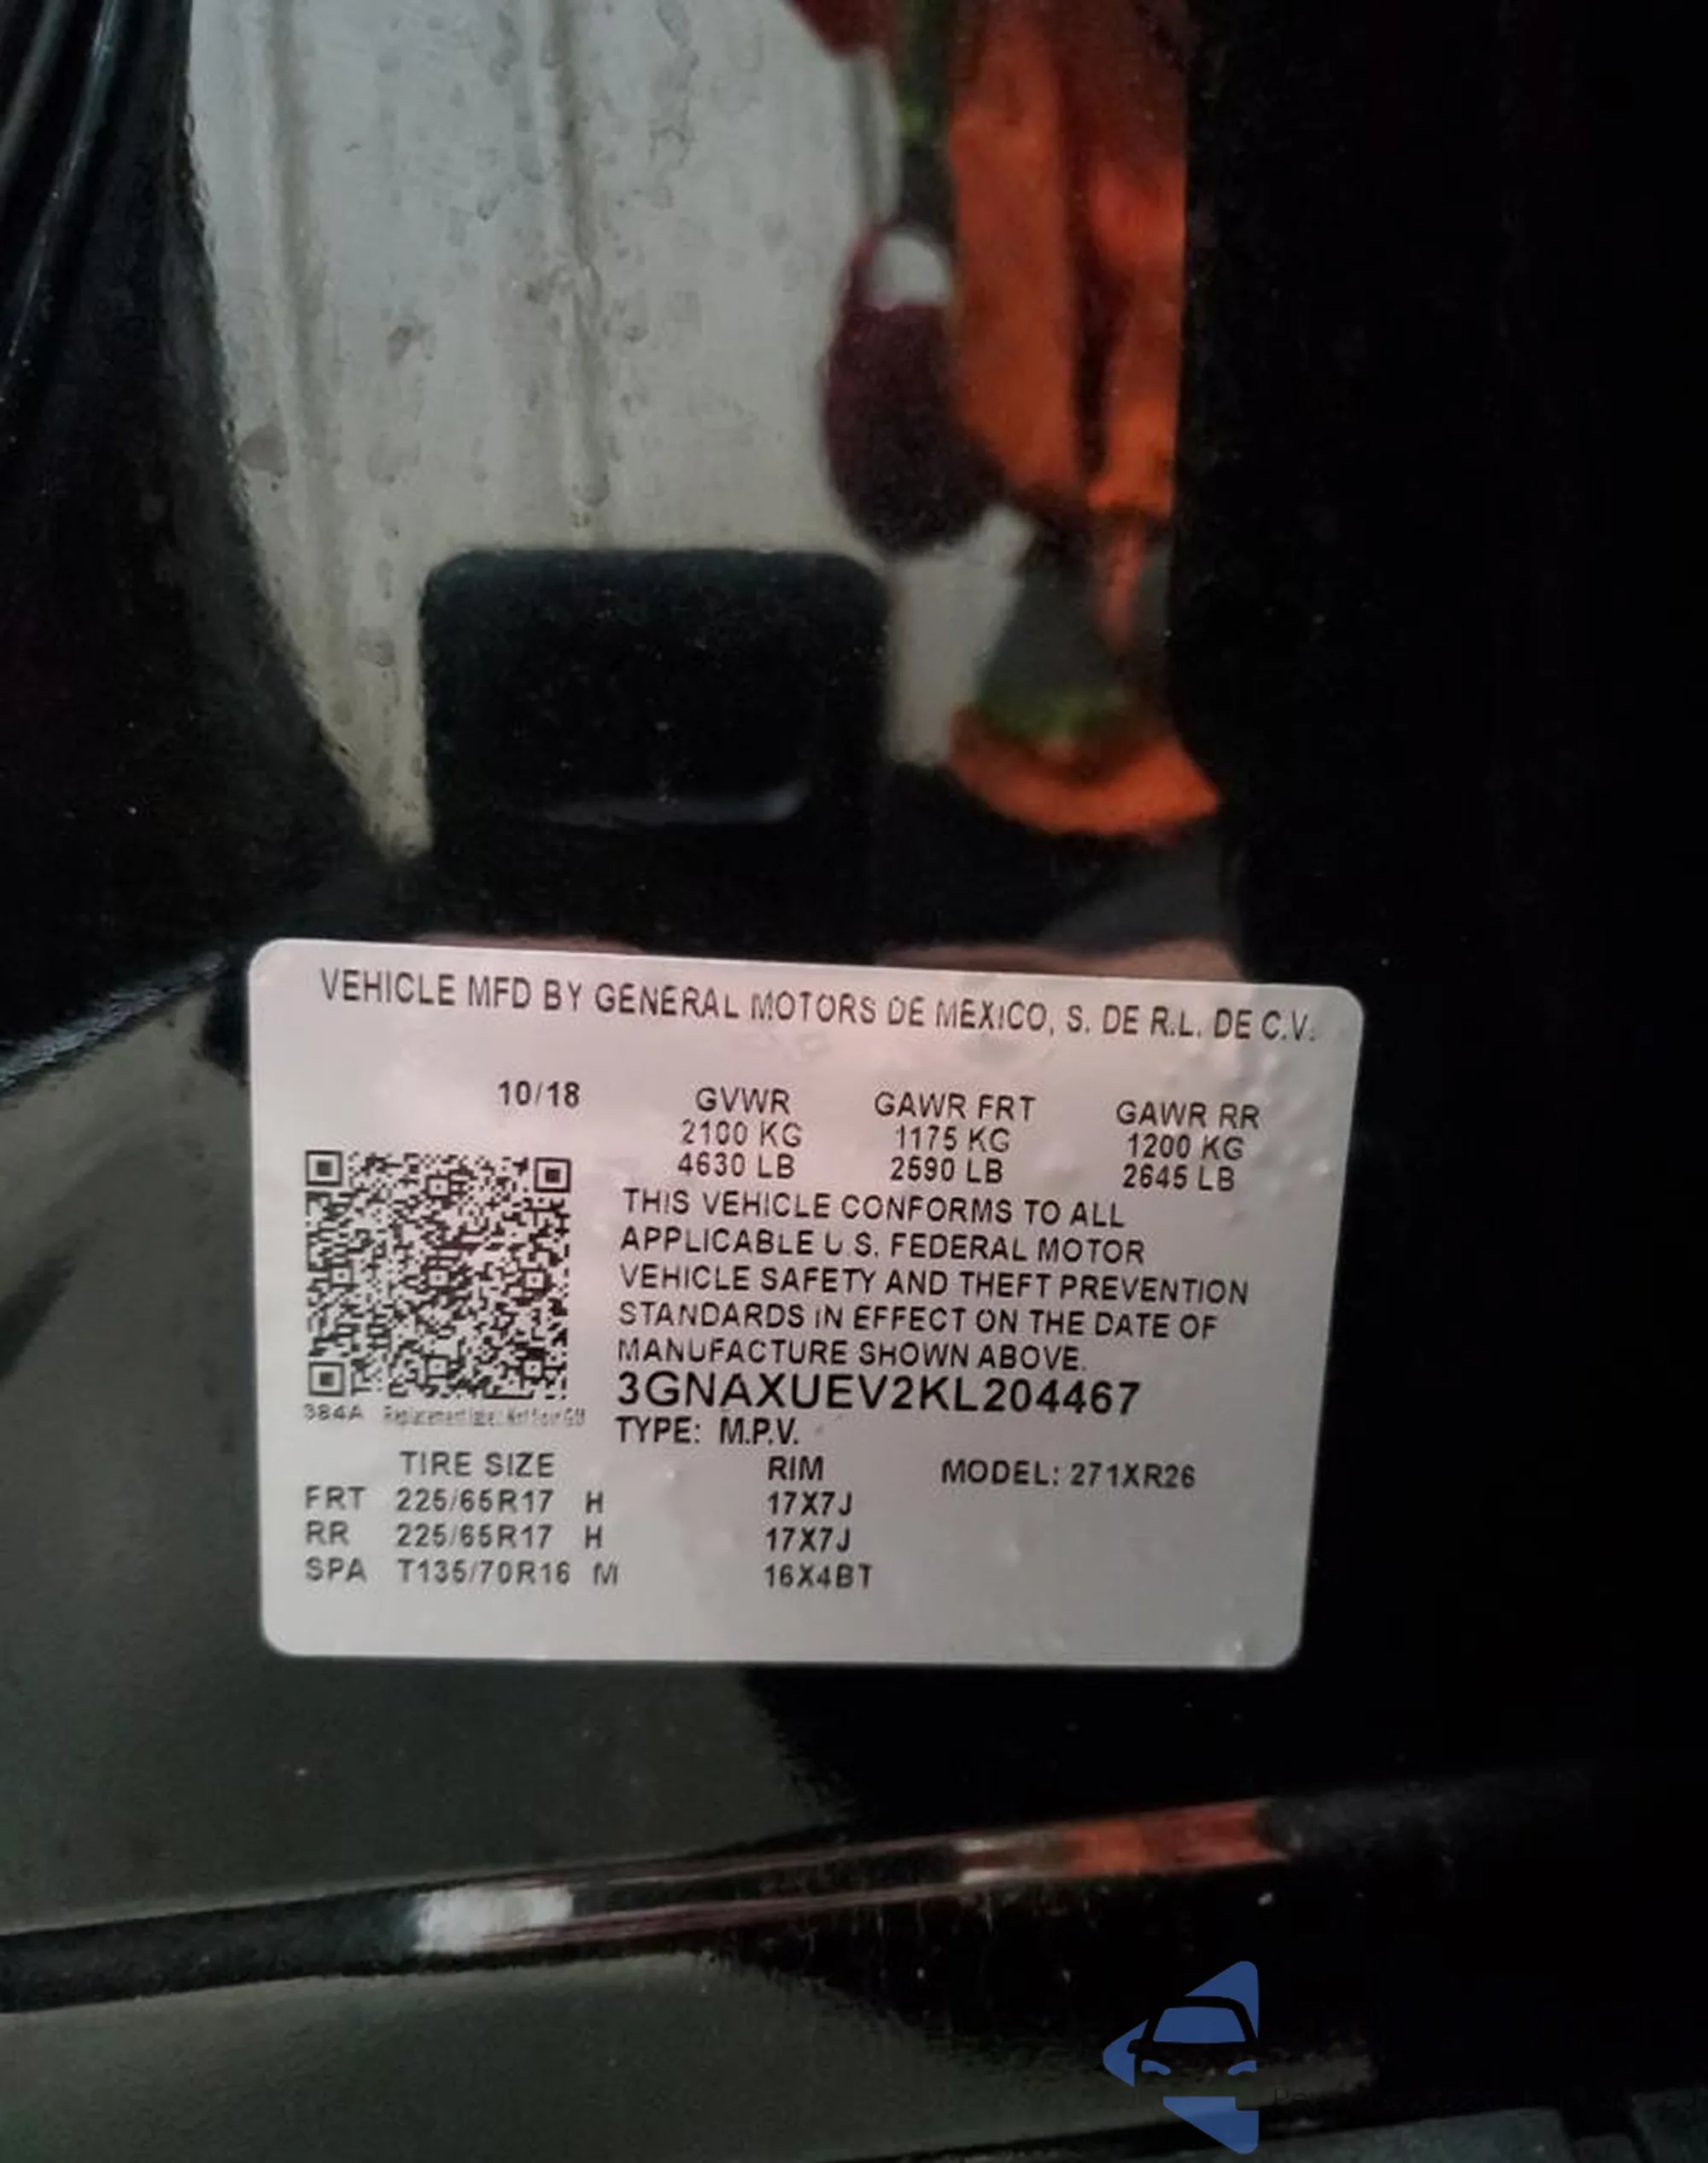 VEHICLE MFD BY GENERAL MOTORS DE MEXICO, S. DE R.L. DE C.V.
10/18 GVWR GAWR FRT GAWR RR
2100 KG 1175 KG 1200 KG
4630 LB 2590 LB 2645 LB
THIS VEHICLE CONFORMS TO ALL
APPLICABLE U.S. FEDERAL MOTOR
VEHICLE SAFETY AND THEFT PREVENTION
STANDARDS IN EFFECT ON THE DATE OF
MANUFACTURE SHOWN ABOVE.
3GNAXUEV2KL204467
384A Replacement label
TYPE: M.P.V.
TIRE SIZE RIM MODEL: 271XR26
FRT 225/65R17 H 17X7J
RR 225/65R17 H 17X7J
SPA T135/70R16 M 16X4BT